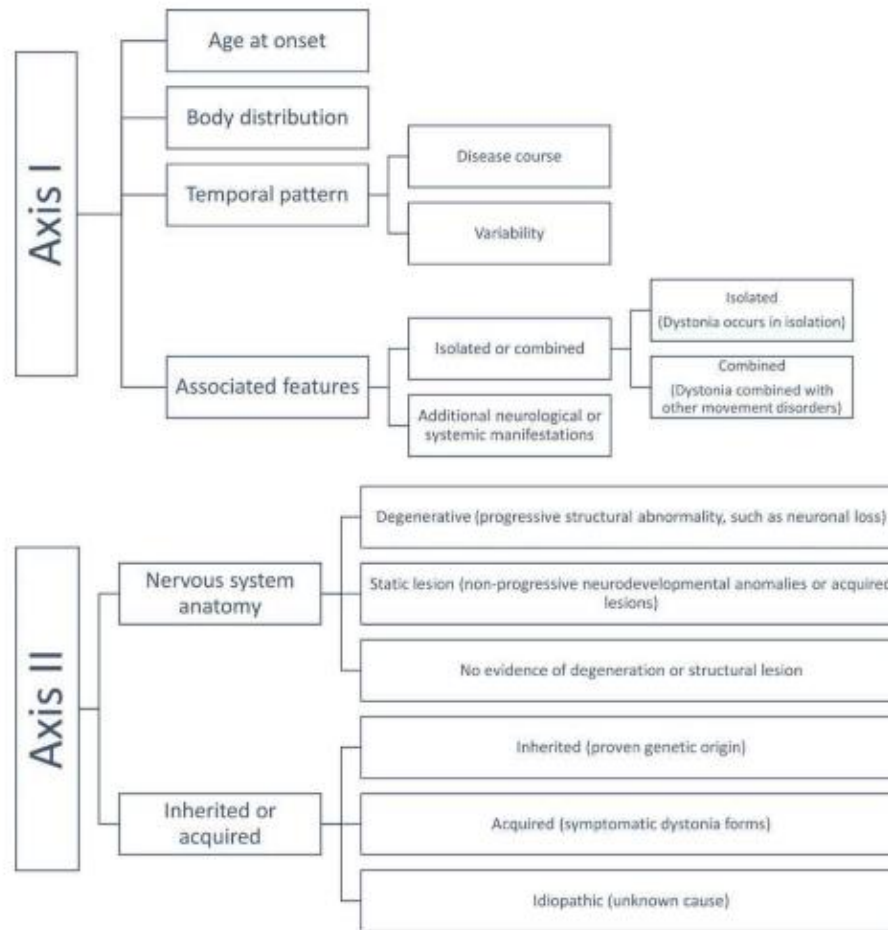 Axis I
Age at onset
Body distribution
Temporal pattern
Disease course
Variability
Associated features
Isolated or combined
Isolated
(Dystonia occurs in isolation)
Combined
(Dystonia combined with
other movement disorders)
Additional neurological or
systemic manifestations
Axis II
Nervous system
anatomy
Degenerative (progressive structural abnormality, such as neuronal loss)
Static lesion (non-progressive neurodevelopmental anomalies or acquired
lesions)
No evidence of degeneration or structural lesion
Inherited or
acquired
Inherited (proven genetic origin)
Acquired (symptomatic dystonia forms)
Idiopathic (unknown cause)